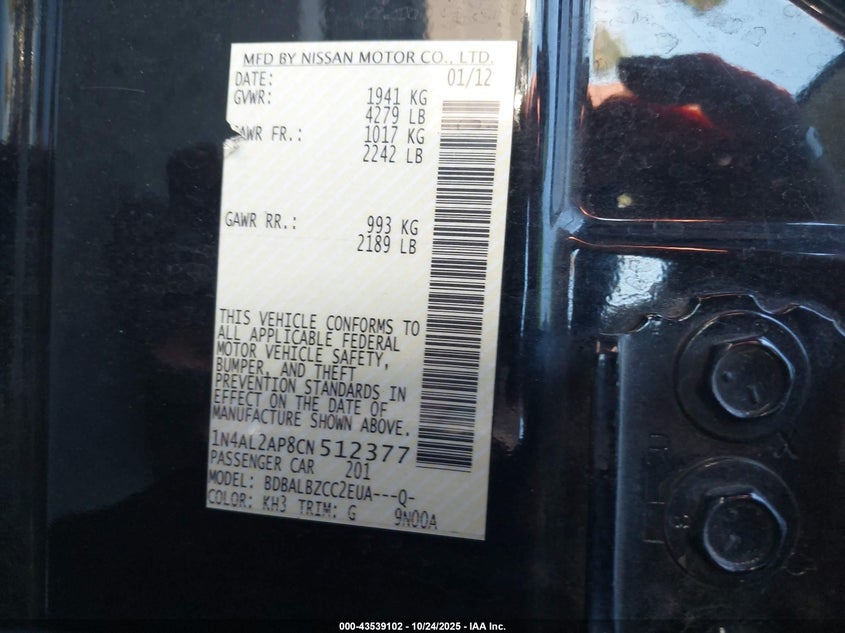 MFD BY NISSAN MOTOR CO., LTD.
DATE: 01/12
GVWR: 1941 KG
4279 LB
GAWR FR.: 1017 KG
2242 LB
GAWR RR.: 993 KG
2189 LB
THIS VEHICLE CONFORMS TO
ALL APPLICABLE FEDERAL
MOTOR VEHICLE SAFETY,
BUMPER, AND THEFT
PREVENTION STANDARDS IN
EFFECT ON THE DATE OF
MANUFACTURE SHOWN ABOVE.
1N4AL2AP8CN512377
PASSENGER CAR 201
MODEL: BDBALBZCC2EUA---Q-
COLOR: KH3 TRIM: G 9N00A
000-43539102 - 10/24/2025 - IAA Inc.